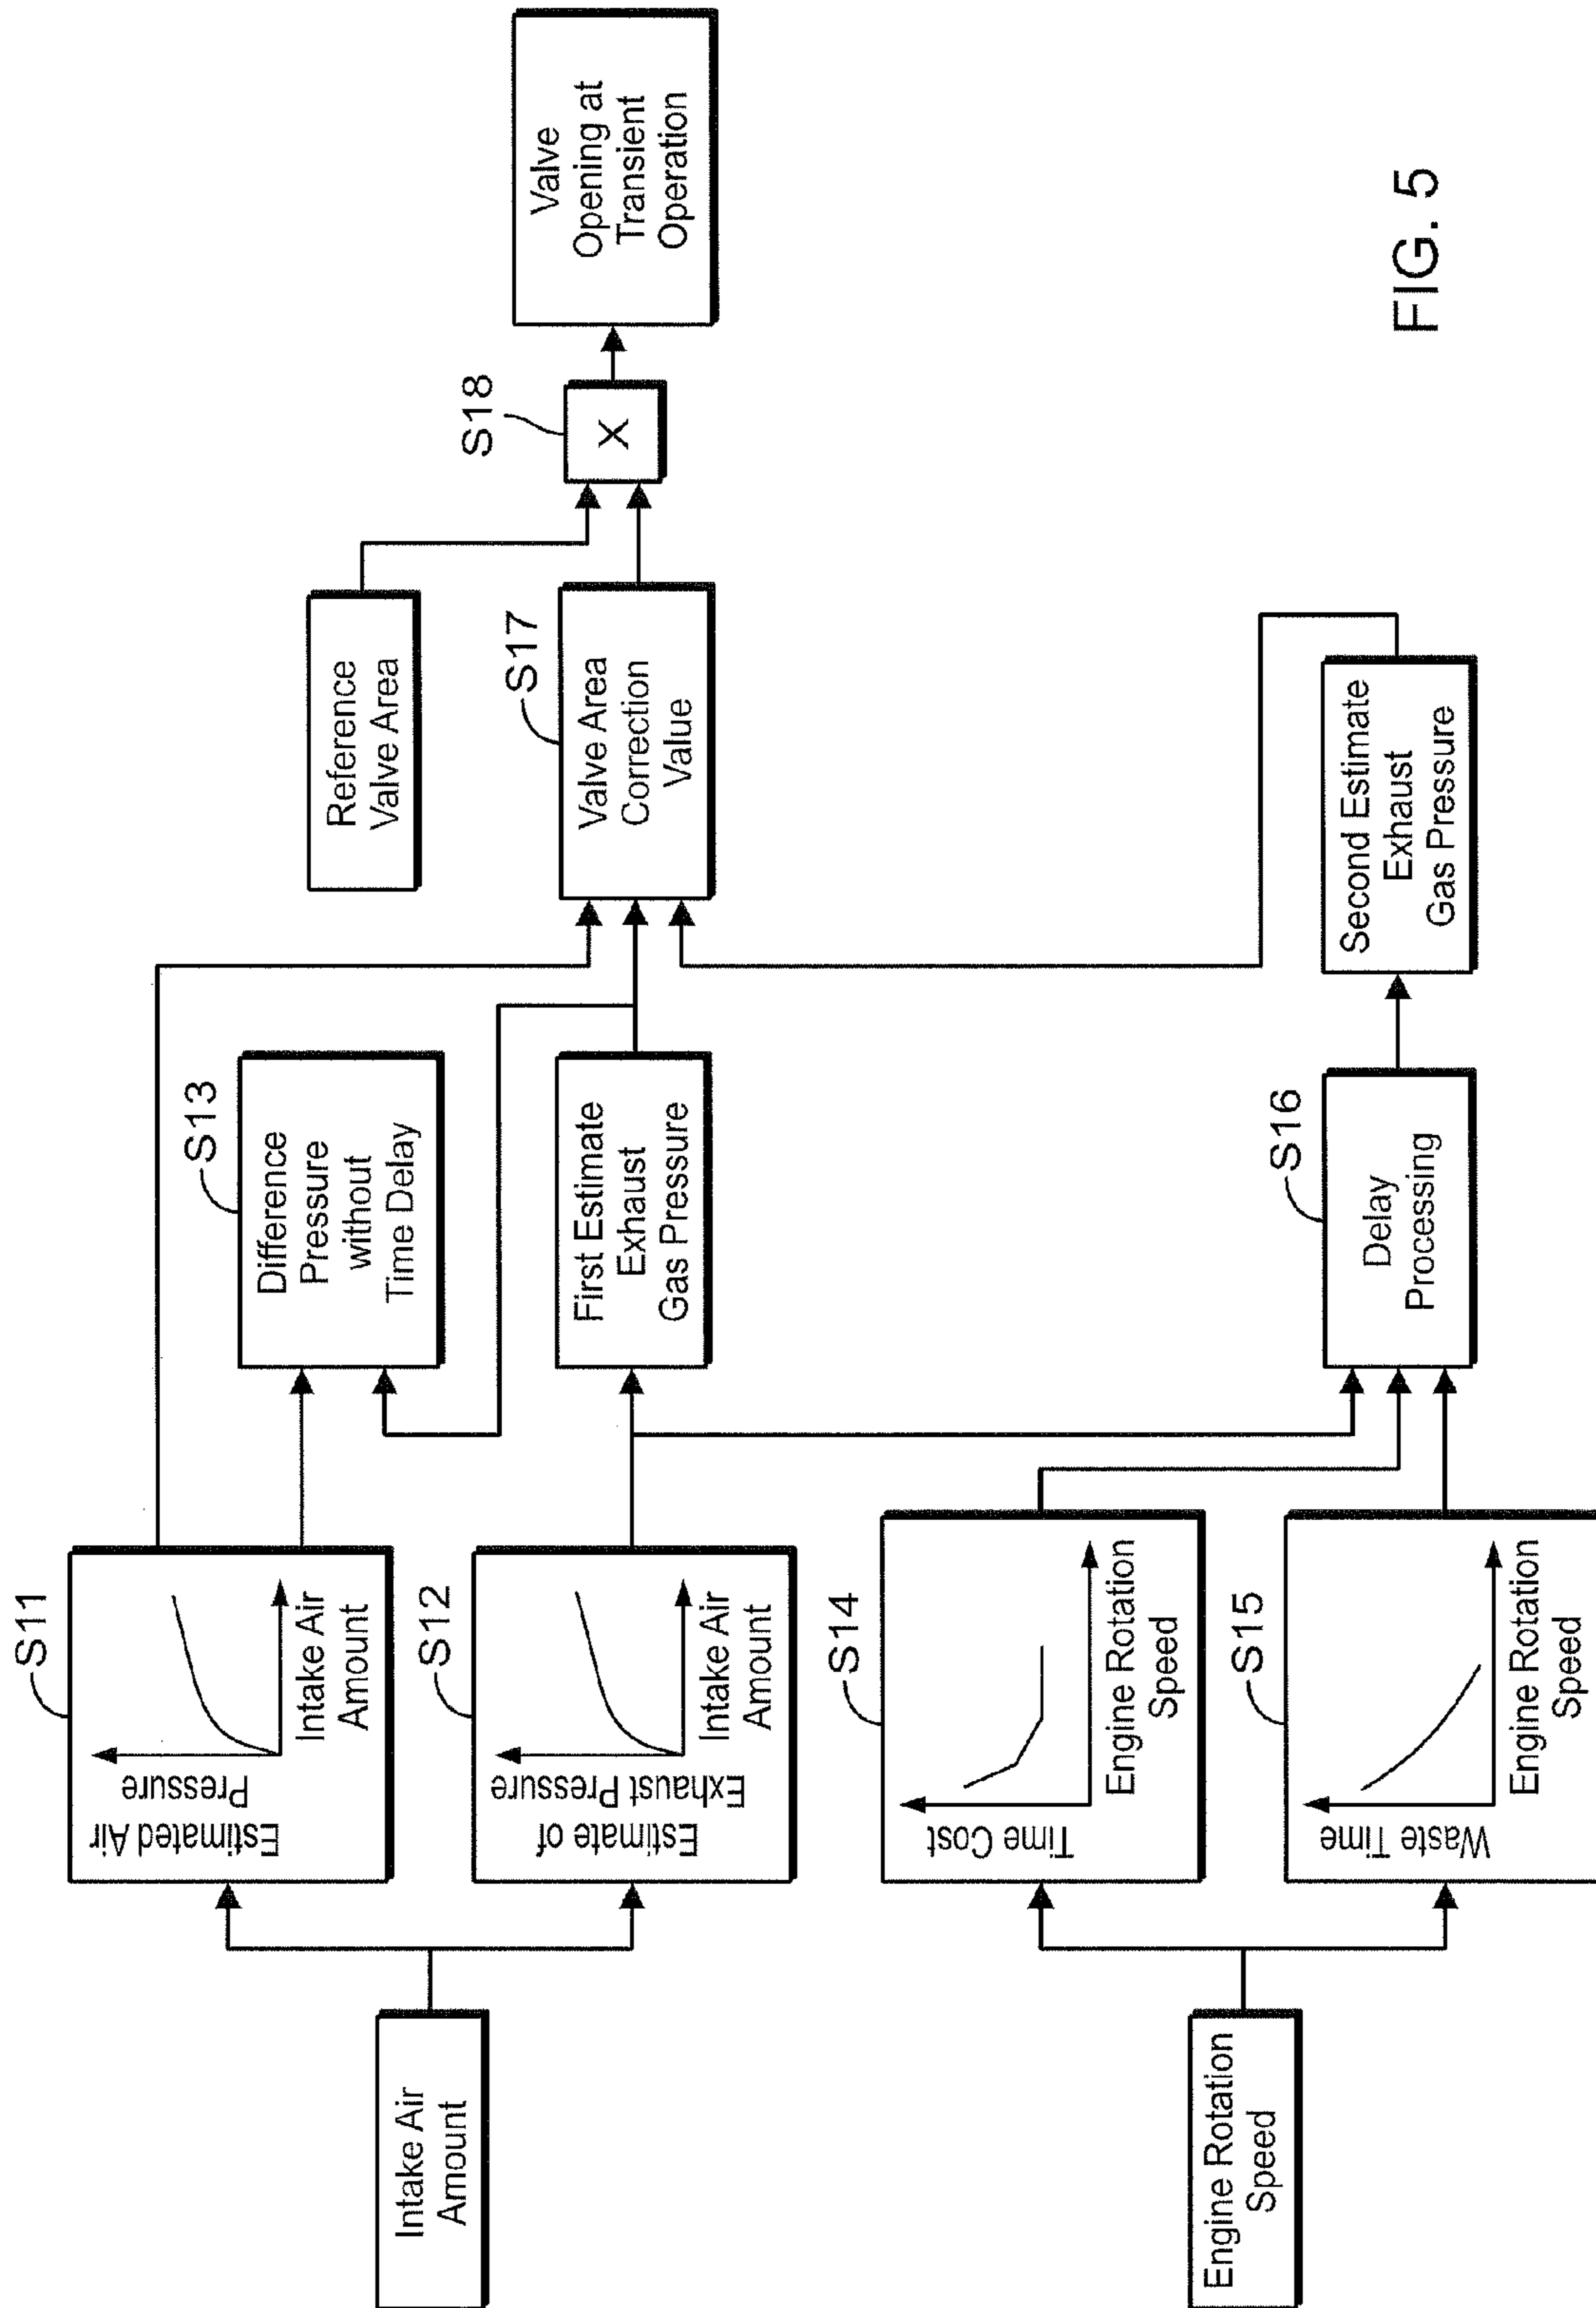 Intake Air
Amount
S11
Estimated Air
Pressure
Intake Air
Amount
S12
Estimate of
Exhaust Pressure
Intake Air
Amount
S13
Difference
Pressure
without
Time Delay
First Estimate
Exhaust
Gas Pressure
Reference
Valve Area
S17
Valve Area
Correction
Value
S18
X
Valve
Opening at
Transient
Operation
Engine Rotation
Speed
S14
Time Cost
Engine Rotation
Speed
S15
Waste Time
Engine Rotation
Speed
S16
Delay
Processing
Second Estimate
Exhaust
Gas Pressure
FIG. 5